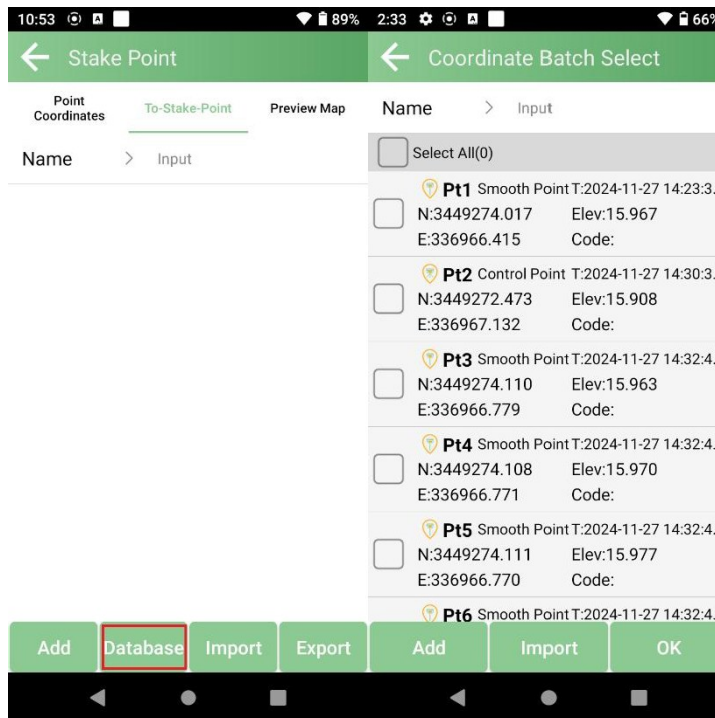 10:53 89%
Stake Point
Point Coordinates To-Stake-Point Preview Map
Name > Input
Add Database Import Export
2:33 66%
Coordinate Batch Select
Name > Input
Select All(0)
Pt1 Smooth Point T:2024-11-27 14:23:3.
N:3449274.017 Elev:15.967
E:336966.415 Code:
Pt2 Control Point T:2024-11-27 14:30:3.
N:3449272.473 Elev:15.908
E:336967.132 Code:
Pt3 Smooth Point T:2024-11-27 14:32:4.
N:3449274.110 Elev:15.963
E:336966.779 Code:
Pt4 Smooth Point T:2024-11-27 14:32:4.
N:3449274.108 Elev:15.970
E:336966.771 Code:
Pt5 Smooth Point T:2024-11-27 14:32:4.
N:3449274.111 Elev:15.977
E:336966.770 Code:
Pt6 Smooth Point T:2024-11-27 14:32:4.
Add Import OK